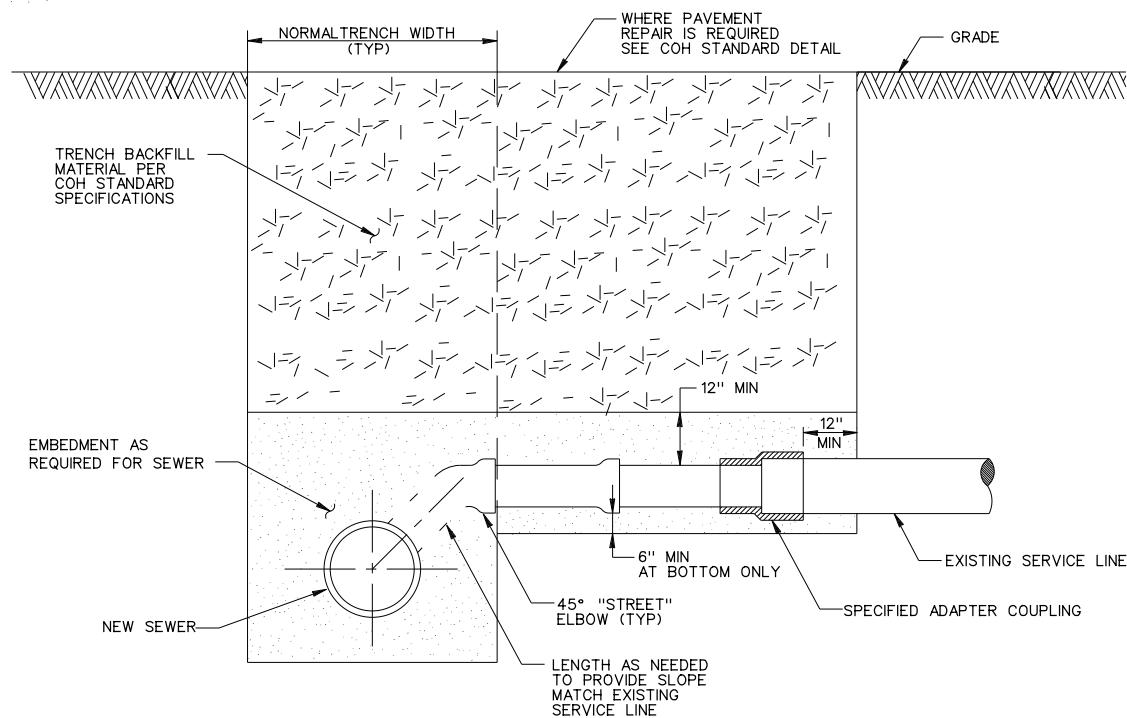 NORMAL TRENCH WIDTH
(TYP)
WHERE PAVEMENT
REPAIR IS REQUIRED
SEE COH STANDARD DETAIL
GRADE
TRENCH BACKFILL
MATERIAL PER
COH STANDARD
SPECIFICATIONS
12" MIN
12"
MIN
EMBEDMENT AS
REQUIRED FOR SEWER
6" MIN
AT BOTTOM ONLY
EXISTING SERVICE LINE
45° "STREET"
ELBOW (TYP)
SPECIFIED ADAPTER COUPLING
NEW SEWER
LENGTH AS NEEDED
TO PROVIDE SLOPE
MATCH EXISTING
SERVICE LINE